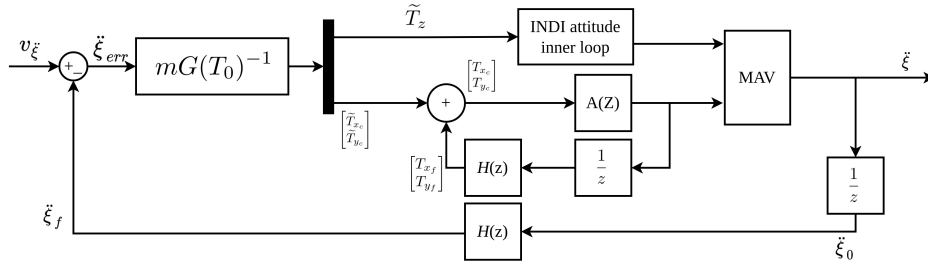 v_ξ̈
+
−
ξ̈_err
mG(T_0)^{-1}
T̃_z
INDI attitude
inner loop
[T̃_{x_c}
T̃_{y_c}]
+
[T_{x_c}
T_{y_c}]
A(Z)
MAV
ξ̈
[T_{x_f}
T_{y_f}]
H(z)
1/z
1/z
ξ̈_f
H(z)
ξ̈_0